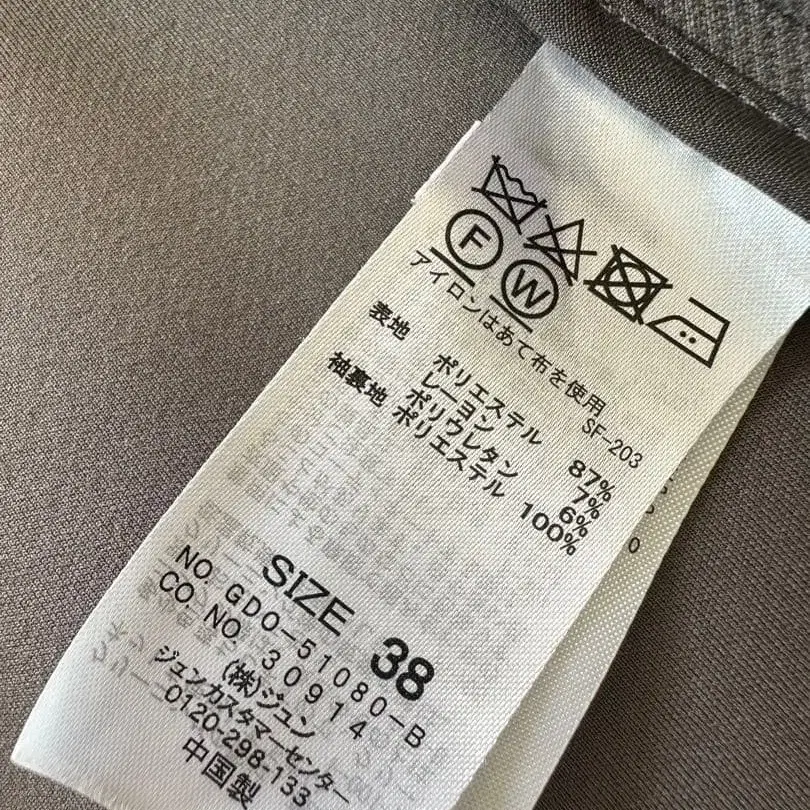 F
W
アイロンはあて布を使用
SF-203
表地 ポリエステル 87%
レーヨン 7%
ポリウレタン 6%
袖裏地 ポリエステル 100%
SIZE 38
NO. GDO-51080-B
CO. NO. 30914
(株)ジュン
ジュンカスタマーセンター
0120-298-133
中国製